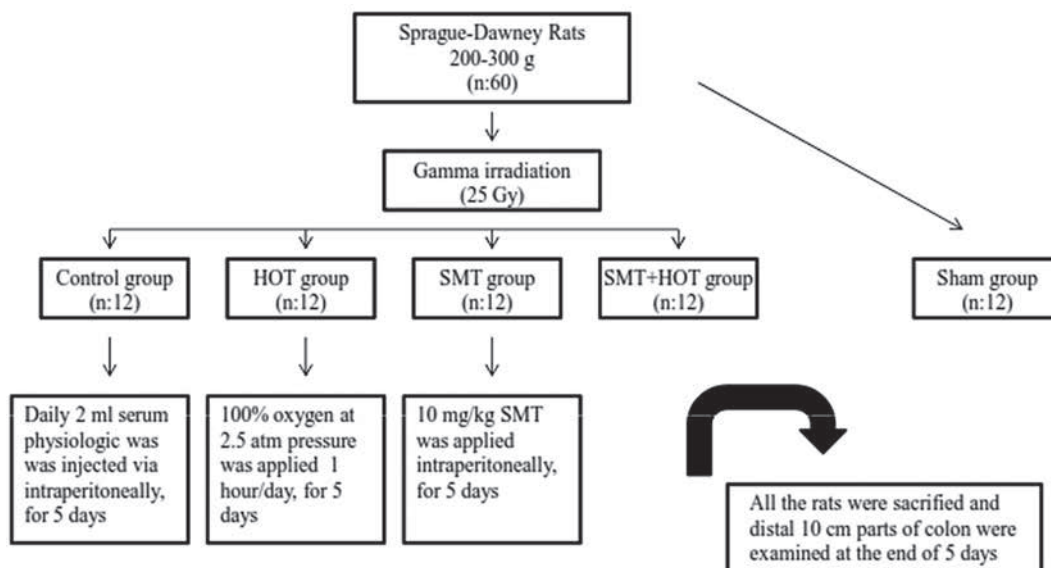 Sprague-Dawney Rats
200-300 g
(n:60)
Gamma irradiation
(25 Gy)
Control group
(n:12)
HOT group
(n:12)
SMT group
(n:12)
SMT+HOT group
(n:12)
Sham group
(n:12)
Daily 2 ml serum
physiologic was
was injected via
intraperitoneally,
for 5 days
100% oxygen at
2.5 atm pressure
was applied 1
hour/day, for 5
days
10 mg/kg SMT
was applied
intraperitoneally,
for 5 days
All the rats were sacrified and
distal 10 cm parts of colon were
examined at the end of 5 days